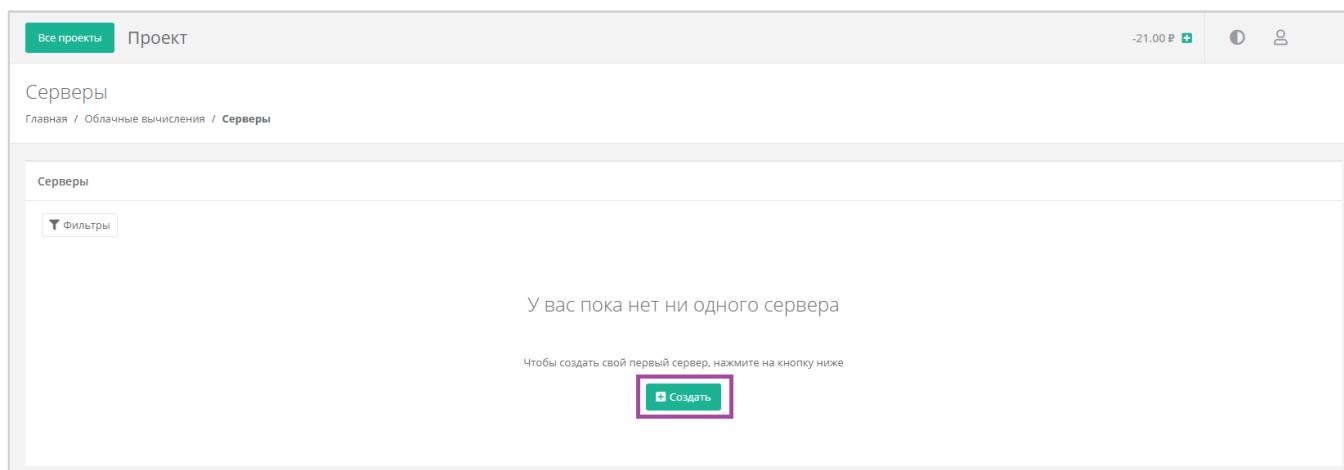 Все проекты Проект -21.00 ₽
Серверы
Главная / Облачные вычисления / Серверы
Серверы
Фильтры
У вас пока нет ни одного сервера
Чтобы создать свой первый сервер, нажмите на кнопку ниже
Создать